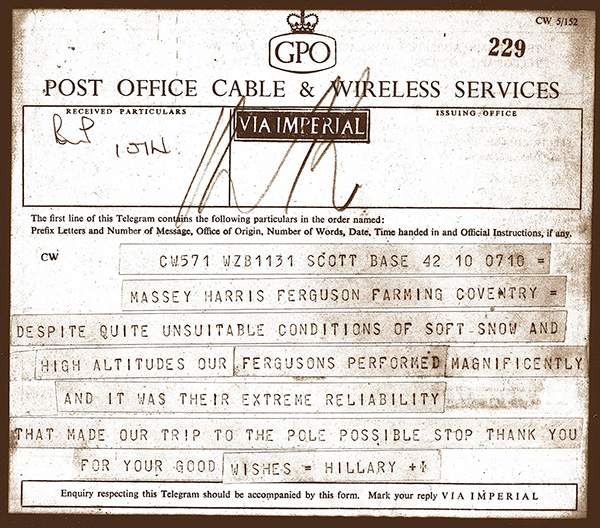 CW 5/152
GPO
229
POST OFFICE CABLE & WIRELESS SERVICES
RECEIVED PARTICULARS
VIA IMPERIAL
ISSUING OFFICE
The first line of this Telegram contains the following particulars in the order named:
Prefix Letters and Number of Message, Office of Origin, Number of Words, Date, Time handed in and Official Instructions, if any.
CW CW571 WZB1131 SCOTT BASE 42 10 0710 =
MASSEY HARRIS FERGUSON FARMING COVENTRY =
DESPITE QUITE UNSUITABLE CONDITIONS OF SOFT SNOW AND
HIGH ALTITUDES OUR FERGUSONS PERFORMED MAGNIFICENTLY
AND IT WAS THEIR EXTREME RELIABILITY
THAT MADE OUR TRIP TO THE POLE POSSIBLE STOP THANK YOU
FOR YOUR GOOD WISHES = HILLARY ++
Enquiry respecting this Telegram should be accompanied by this form. Mark your reply VIA IMPERIAL